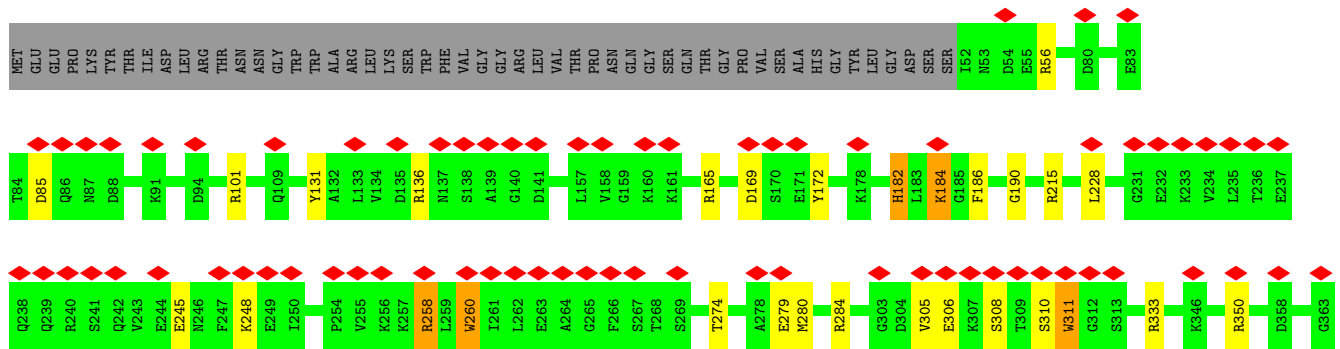 MET GLU GLU PRO LYS TYR THR ILE ASP LEU ARG THR ASN ASN GLY TRP TRP ALA ARG LEU LYS SER TRP PHE VAL GLY GLY ARG LEU VAL THR PRO ASN GLN GLY SER GLN THR GLY PRO VAL SER ALA HIS GLY TYR LEU GLY ASP SER SER I52 N53 D54 E55 R56 D80 E83
T84 D85 Q86 N87 D88 K91 D94 R101 Q109 Y131 A132 L133 V134 D135 R136 N137 S138 A139 G140 D141 L157 V158 G159 K160 K161 R165 D169 S170 E171 Y172 K178 H182 L183 K184 G185 F186 G190 R215 L228 G231 E232 K233 V234 L235 T236 E237
Q238 Q239 R240 S241 Q242 V243 E244 E245 N246 F247 K248 E249 I250 P254 V255 K256 K257 R258 L259 W260 I261 L262 E263 A264 G265 F266 S267 T268 S269 T274 A278 E279 M280 R284 G303 D304 V305 E306 K307 S308 T309 S310 W311 G312 S313 R333 K346 R350 D358 G363